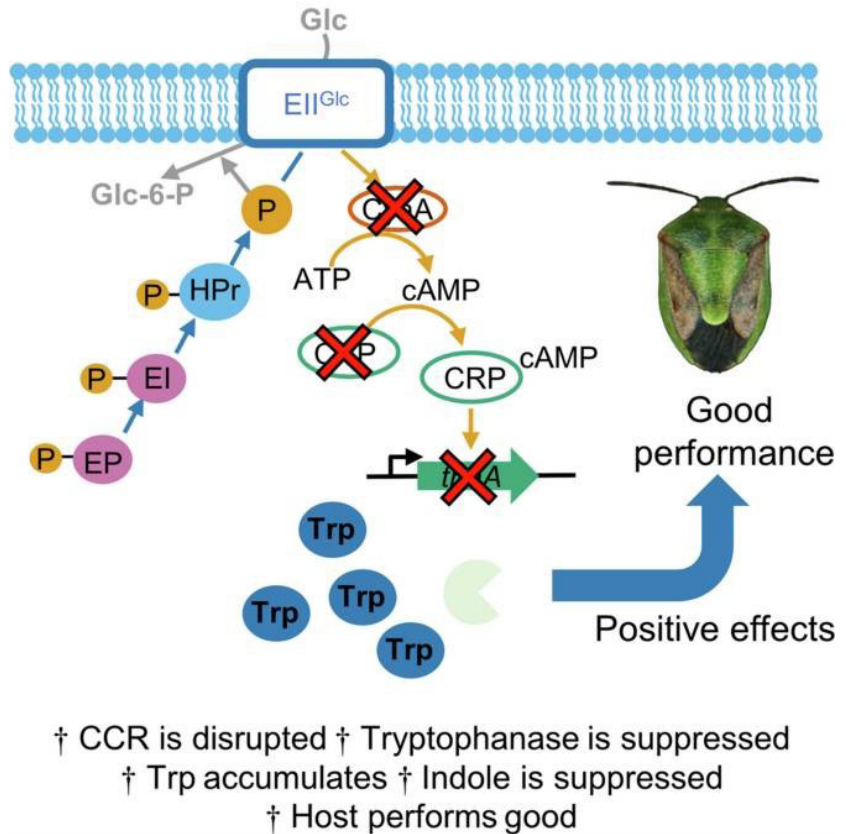 Glc
EII^Glc
Glc-6-P
P
ATP
cAMP
P HPr
P EI
P EP
CRP cAMP
Good
performance
Trp
Trp
Trp
Trp
Positive effects
† CCR is disrupted † Tryptophanase is suppressed
† Trp accumulates † Indole is suppressed
† Host performs good